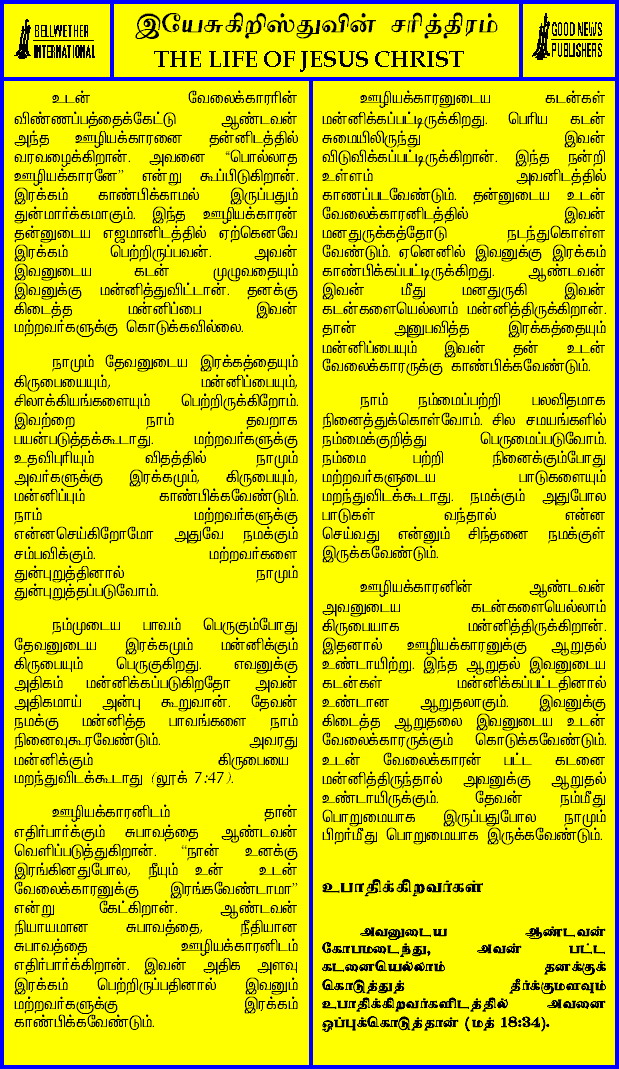 BELLWETHER
INTERNATIONAL
இயேசுகிறிஸ்துவின் சரித்திரம்
THE LIFE OF JESUS CHRIST
GOOD NEWS
PUBLISHERS
உடன் வேலைக்காரரின்
விண்ணப்பத்தைக்கேட்டு ஆண்டவன்
அந்த ஊழியக்காரனை தன்னிடத்தில்
வரவழைக்கிறான். அவனை “பொல்லாத
ஊழியக்காரனே” என்று கூப்பிடுகிறான்.
இரக்கம் காண்பிக்காமல் இருப்பதும்
துன்மார்க்கமாகும். இந்த ஊழியக்காரன்
தன்னுடைய எஜமானிடத்தில் ஏற்கெனவே
இரக்கம் பெற்றிருப்பவன். அவன்
இவனுடைய கடன் முழுவதையும்
இவனுக்கு மன்னித்துவிட்டான். தனக்கு
கிடைத்த மன்னிப்பை இவன்
மற்றவர்களுக்கு கொடுக்கவில்லை.
நாமும் தேவனுடைய இரக்கத்தையும்
கிருபையையும், மன்னிப்பையும்,
சிலாக்கியங்களையும் பெற்றிருக்கிறோம்.
இவற்றை நாம் தவறாக
பயன்படுத்தக்கூடாது. மற்றவர்களுக்கு
உதவிபுரியும் விதத்தில் நாமும்
அவர்களுக்கு இரக்கமும், கிருபையும்,
மன்னிப்பும் காண்பிக்கவேண்டும்.
நாம் மற்றவர்களுக்கு
என்னசெய்கிறோமோ அதுவே நமக்கும்
சம்பவிக்கும். மற்றவர்களை
துன்புறுத்தினால் நாமும்
துன்புறுத்தப்படுவோம்.
நம்முடைய பாவம் பெருகும்போது
தேவனுடைய இரக்கமும் மன்னிக்கும்
கிருபையும் பெருகுகிறது. எவனுக்கு
அதிகம் மன்னிக்கப்படுகிறதோ அவன்
அதிகமாய் அன்பு கூறுவான். தேவன்
நமக்கு மன்னித்த பாவங்களை நாம்
நினைவுகூரவேண்டும். அவரது
மன்னிக்கும் கிருபையை
மறந்துவிடக்கூடாது (லூக் 7:47).
ஊழியக்காரனிடம் தான்
எதிர்பார்க்கும் சுபாவத்தை ஆண்டவன்
வெளிப்படுத்துகிறான். “நான் உனக்கு
இரங்கினதுபோல, நீயும் உன் உடன்
வேலைக்காரனுக்கு இரங்கவேண்டாமா”
என்று கேட்கிறான். ஆண்டவன்
நியாயமான சுபாவத்தை, நீதியான
சுபாவத்தை ஊழியக்காரனிடம்
எதிர்பார்க்கிறான். இவன் அதிக அளவு
இரக்கம் பெற்றிருப்பதினால் இவனும்
மற்றவர்களுக்கு இரக்கம்
காண்பிக்கவேண்டும்.
ஊழியக்காரனுடைய கடன்கள்
மன்னிக்கப்பட்டிருக்கிறது. பெரிய கடன்
சுமையிலிருந்து இவன்
விடுவிக்கப்பட்டிருக்கிறான். இந்த நன்றி
உள்ளம் அவனிடத்தில்
காணப்படவேண்டும். தன்னுடைய உடன்
வேலைக்காரனிடத்தில் இவன்
மனதுருக்கத்தோடு நடந்துகொள்ள
வேண்டும். ஏனெனில் இவனுக்கு இரக்கம்
காண்பிக்கப்பட்டிருக்கிறது. ஆண்டவன்
இவன் மீது மனதுருகி இவன்
கடன்களையெல்லாம் மன்னித்திருக்கிறான்.
தான் அனுபவித்த இரக்கத்தையும்
மன்னிப்பையும் இவன் தன் உடன்
வேலைக்காரருக்கு காண்பிக்கவேண்டும்.
நாம் நம்மைப்பற்றி பலவிதமாக
நினைத்துக்கொள்வோம். சில சமயங்களில்
நம்மைக்குறித்து பெருமைப்படுவோம்.
நம்மை பற்றி நினைக்கும்போது
மற்றவர்களுடைய பாடுகளையும்
மறந்துவிடக்கூடாது. நமக்கும் அதுபோல
பாடுகள் வந்தால் என்ன
செய்வது என்னும் சிந்தனை நமக்குள்
இருக்கவேண்டும்.
ஊழியக்காரனின் ஆண்டவன்
அவனுடைய கடன்களையெல்லாம்
கிருபையாக மன்னித்திருக்கிறான்.
இதனால் ஊழியக்காரனுக்கு ஆறுதல்
உண்டாயிற்று. இந்த ஆறுதல் இவனுடைய
கடன்கள் மன்னிக்கப்பட்டதினால்
உண்டான ஆறுதலாகும். இவனுக்கு
கிடைத்த ஆறுதலை இவனுடைய உடன்
வேலைக்காரருக்கும் கொடுக்கவேண்டும்.
உடன் வேலைக்காரன் பட்ட கடனை
மன்னித்திருந்தால் அவனுக்கு ஆறுதல்
உண்டாயிருக்கும். தேவன் நம்மீது
பொறுமையாக இருப்பதுபோல நாமும்
பிறர்மீது பொறுமையாக இருக்கவேண்டும்.
உபாதிக்கிறவர்கள்
அவனுடைய ஆண்டவன்
கோபமடைந்து, அவன் பட்ட
கடனையெல்லாம் தனக்குக்
கொடுத்துத் தீர்க்குமளவும்
உபாதிக்கிறவர்களிடத்தில் அவனை
ஒப்புக்கொடுத்தான் (மத் 18:34).